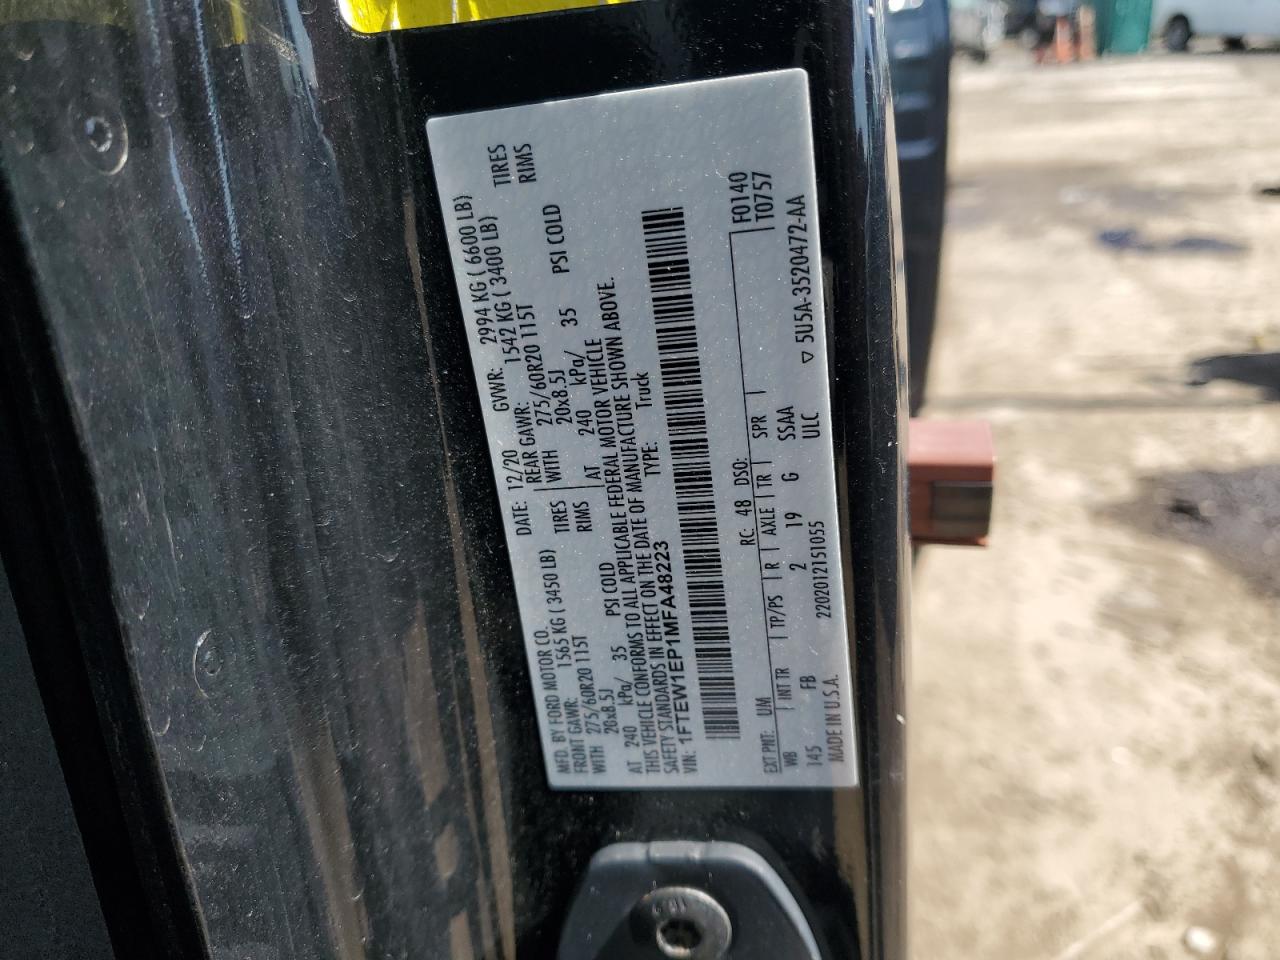 MFD. BY FORD MOTOR CO.
DATE: 12/20
GVWR: 2994 KG ( 6600 LB)
FRONT GAWR: 1565 KG ( 3450 LB)
REAR GAWR: 1542 KG ( 3400 LB)
WITH 275/60R20 115T TIRES
WITH 275/60R20 115T TIRES
20x8.5J RIMS
20x8.5J RIMS
AT 240 kPa/ 35 PSI COLD
AT 240 kPa/ 35 PSI COLD
THIS VEHICLE CONFORMS TO ALL APPLICABLE FEDERAL MOTOR VEHICLE
SAFETY STANDARDS IN EFFECT ON THE DATE OF MANUFACTURE SHOWN ABOVE.
VIN: 1FTEW1EP1MFA48223
TYPE: Truck
F0140
T0757
EXT PNT: UM RC: 48 DSO:
WB INT TR TP/PS R AXLE TR SPR
145 FB 2 19 G SSAA
ULC
MADE IN U.S.A. 2202012151055
▽ 5U5A-3520472-AA